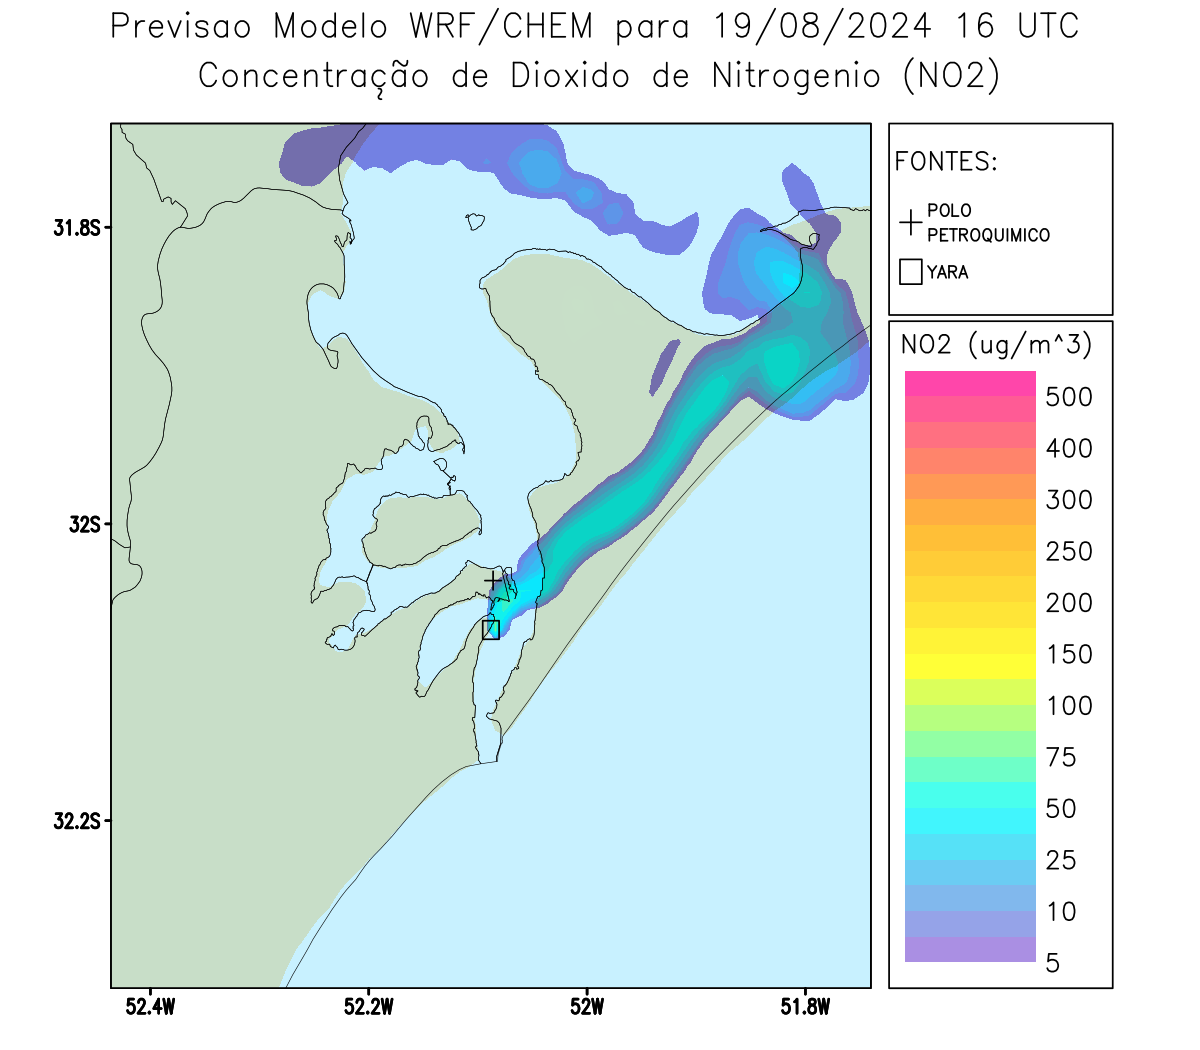 Previsao Modelo WRF/CHEM para 19/08/2024 16 UTC
Concentração de Dioxido de Nitrogenio (NO2)
FONTES:
POLO
PETROQUIMICO
YARA
NO2 (ug/m^3)
500
400
300
250
200
150
100
75
50
25
10
5
31.8S
32S
32.2S
52.4W
52.2W
52W
51.8W